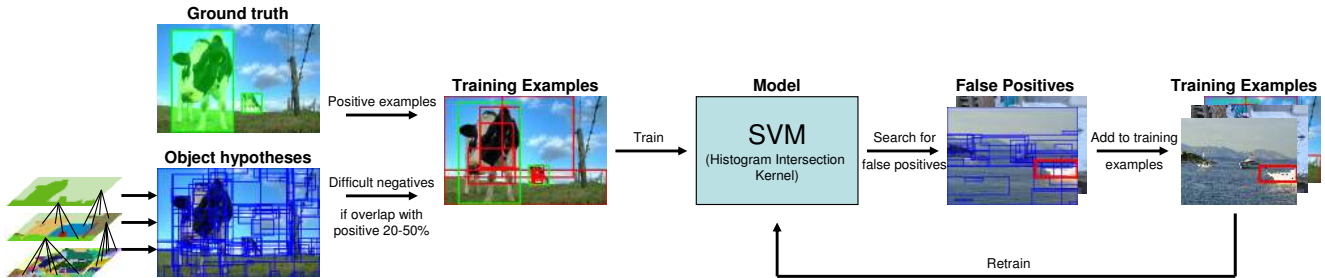 Ground truth
Positive examples
Object hypotheses
Difficult negatives
if overlap with
positive 20-50%
Training Examples
Train
Model
SVM
(Histogram Intersection
Kernel)
Search for
false positives
False Positives
Add to training
examples
Training Examples
Retrain